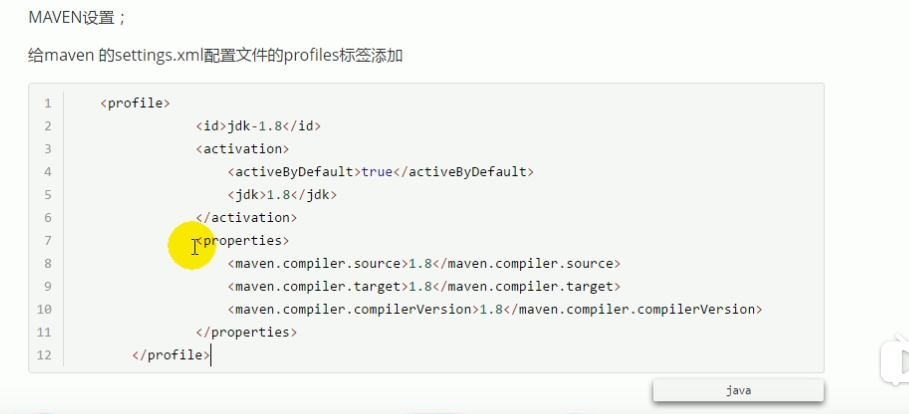 MAVEN设置；
给maven 的settings.xml配置文件的profiles标签添加
1 <profile>
2 <id>jdk-1.8</id>
3 <activation>
4 <activeByDefault>true</activeByDefault>
5 <jdk>1.8</jdk>
6 </activation>
7 <properties>
8 <maven.compiler.source>1.8</maven.compiler.source>
9 <maven.compiler.target>1.8</maven.compiler.target>
10 <maven.compiler.compilerVersion>1.8</maven.compiler.compilerVersion>
11 </properties>
12 </profile>
java